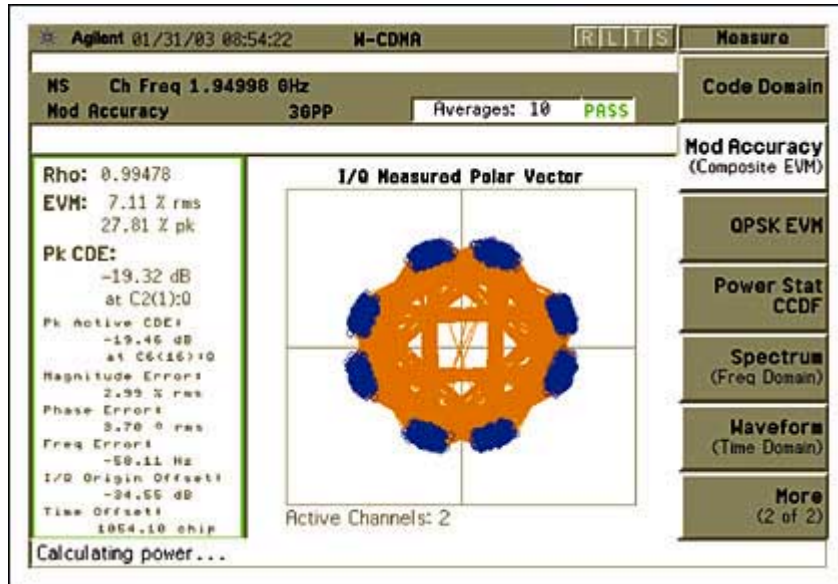 Agilent 01/31/03 08:54:22 W-CDMA R L T S
MS Ch Freq 1.94998 GHz
Mod Accuracy 3GPP Averages: 10 PASS
Rho: 0.99478
EVM: 7.11 % rms
27.81 % pk
Pk CDE:
-19.32 dB
at C2(1):Q
Pk Active CDE:
-19.46 dB
at C6(16):Q
Magnitude Error:
2.99 % rms
Phase Error:
3.70 º rms
Freq Error:
-58.11 Hz
I/Q Origin Offset:
-34.55 dB
Time Offset:
1054.10 chip
I/Q Measured Polar Vector
Active Channels: 2
Calculating power...
Measure
Code Domain
Mod Accuracy
(Composite EVM)
QPSK EVM
Power Stat
CCDF
Spectrum
(Freq Domain)
Waveform
(Time Domain)
More
(2 of 2)